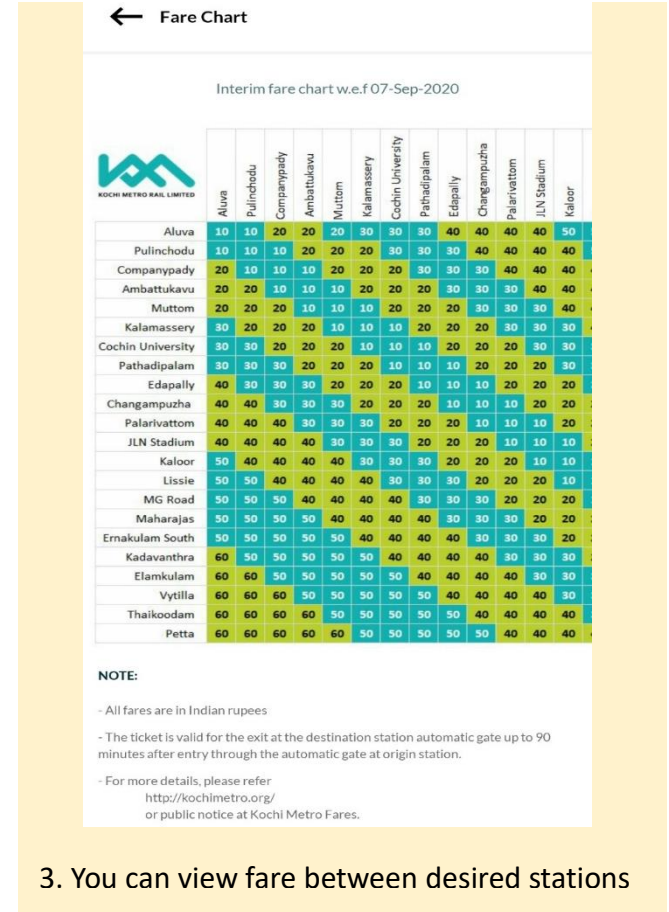 ← Fare Chart
Interim fare chart w.e.f 07-Sep-2020
KOCHI METRO RAIL LIMITED
Aluva Pulinchodu Companypady Ambattukavu Muttom Kalamassery Cochin University Pathadipalam Edapally Changampuzha Palarivattom JLN Stadium Kaloor
Aluva 10 10 20 20 20 30 30 30 40 40 40 40 50
Pulinchodu 10 10 10 20 20 20 30 30 30 40 40 40 40
Companypady 20 10 10 10 20 20 20 30 30 30 40 40 40
Ambattukavu 20 20 10 10 10 20 20 20 30 30 30 40 40
Muttom 20 20 20 10 10 10 20 20 20 30 30 30 40
Kalamassery 30 20 20 20 10 10 10 20 20 20 30 30 30
Cochin University 30 30 20 20 20 10 10 10 20 20 20 30 30
Pathadipalam 30 30 30 20 20 20 10 10 10 20 20 20 30
Edapally 40 30 30 30 20 20 20 10 10 10 20 20 20
Changampuzha 40 40 30 30 30 20 20 20 10 10 10 20 20
Palarivattom 40 40 40 30 30 30 20 20 20 10 10 10 20
JLN Stadium 40 40 40 40 30 30 30 20 20 20 10 10 10
Kaloor 50 40 40 40 40 30 30 30 20 20 20 10 10
Lissie 50 50 40 40 40 40 30 30 30 20 20 20 10
MG Road 50 50 50 40 40 40 40 30 30 30 20 20 20
Maharajas 50 50 50 50 40 40 40 40 30 30 30 20 20
Ernakulam South 50 50 50 50 50 40 40 40 40 30 30 30 20
Kadavanthra 60 50 50 50 50 50 40 40 40 40 30 30 30
Elamkulam 60 60 50 50 50 50 50 40 40 40 40 30 30
Vytilla 60 60 60 50 50 50 50 50 40 40 40 40 30
Thaikoodam 60 60 60 60 50 50 50 50 50 40 40 40 40
Petta 60 60 60 60 60 50 50 50 50 50 40 40 40
NOTE:
- All fares are in Indian rupees
- The ticket is valid for the exit at the destination station automatic gate up to 90
minutes after entry through the automatic gate at origin station.
- For more details, please refer
http://kochimetro.org/
or public notice at Kochi Metro Fares.
3. You can view fare between desired stations